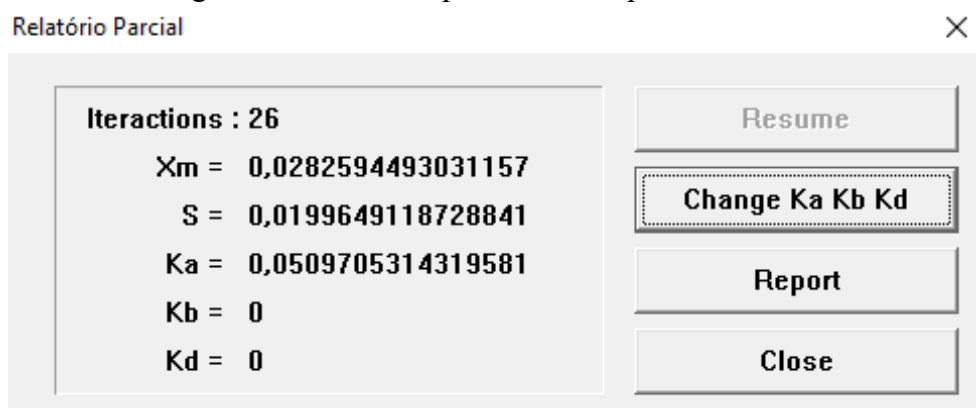 Relatório Parcial
Iteractions : 26
Xm = 0,0282594493031157
S = 0,0199649118728841
Ka = 0,0509705314319581
Kb = 0
Kd = 0
Resume
Change Ka Kb Kd
Report
Close